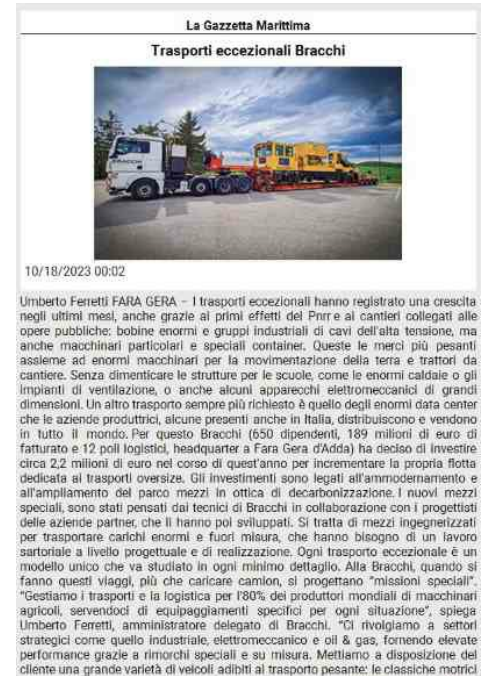 La Gazzetta Marittima
Trasporti eccezionali Bracchi
BRACCHI
10/18/2023 00:02
Umberto Ferretti FARA GERA – I trasporti eccezionali hanno registrato una crescita
negli ultimi mesi, anche grazie ai primi effetti del Pnrr e ai cantieri collegati alle
opere pubbliche: bobine enormi e gruppi industriali di cavi dell'alta tensione, ma
anche macchinari particolari e speciali container. Queste le merci più pesanti
assieme ad enormi macchinari per la movimentazione della terra e trattori da
cantiere. Senza dimenticare le strutture per le scuole, come le enormi caldaie o gli
impianti di ventilazione, o anche alcuni apparecchi elettromeccanici di grandi
dimensioni. Un altro trasporto sempre più richiesto è quello degli enormi data center
che le aziende produttrici, alcune presenti anche in Italia, distribuiscono e vendono
in tutto il mondo. Per questo Bracchi (650 dipendenti, 189 milioni di euro di
fatturato e 12 poli logistici, headquarter a Fara Gera d'Adda) ha deciso di investire
circa 2,2 milioni di euro nel corso di quest'anno per incrementare la propria flotta
dedicata ai trasporti oversize. Gli investimenti sono legati all'ammodernamento e
all'ampliamento del parco mezzi in ottica di decarbonizzazione. I nuovi mezzi
speciali, sono stati pensati dai tecnici di Bracchi in collaborazione con i progettisti
delle aziende partner, che li hanno poi sviluppati. Si tratta di mezzi ingegnerizzati
per trasportare carichi enormi e fuori misura, che hanno bisogno di un lavoro
sartoriale a livello progettuale e di realizzazione. Ogni trasporto eccezionale è un
modello unico che va studiato in ogni minimo dettaglio. Alla Bracchi, quando si
fanno questi viaggi, più che caricare camion, si progettano "missioni speciali".
"Gestiamo i trasporti e la logistica per l'80% dei produttori mondiali di macchinari
agricoli, servendoci di equipaggiamenti specifici per ogni situazione", spiega
Umberto Ferretti, amministratore delegato di Bracchi. "Ci rivolgiamo a settori
strategici come quello industriale, elettromeccanico e oil & gas, fornendo elevate
performance grazie a rimorchi speciali e su misura. Mettiamo a disposizione del
cliente una grande varietà di veicoli adibiti al trasporto pesante: le classiche motrici